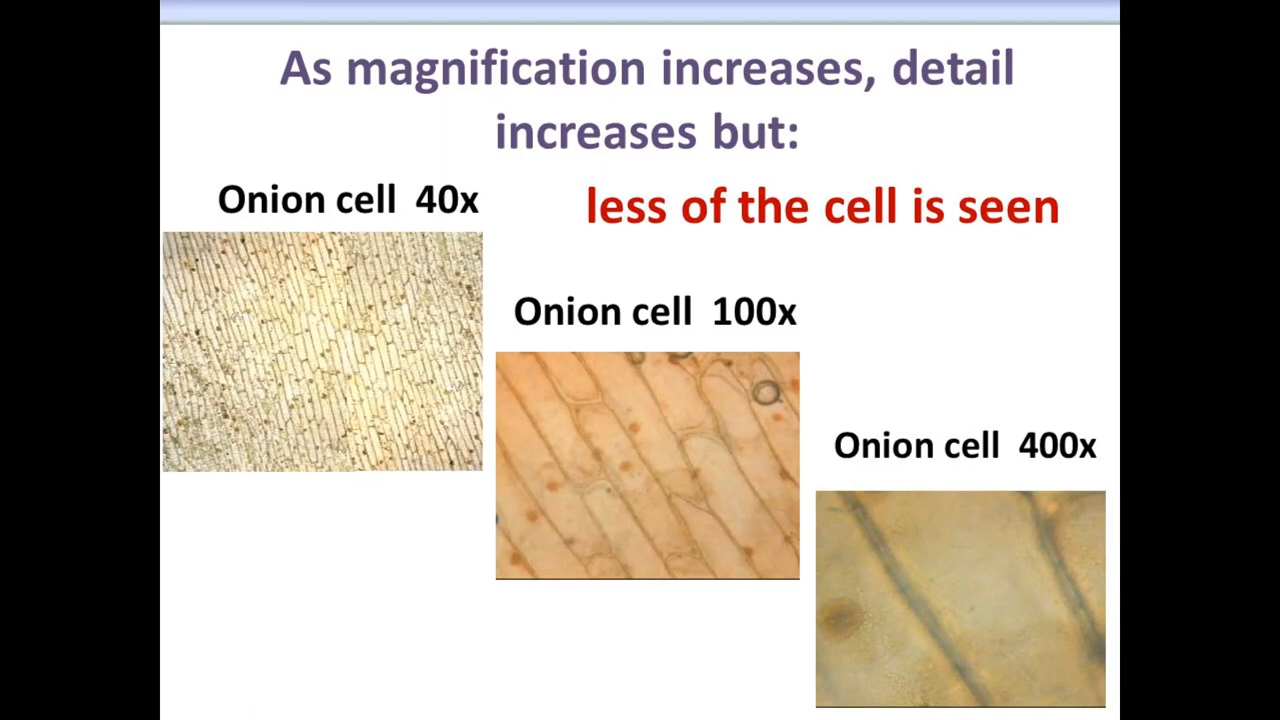 As magnification increases, detail
increases but:
Onion cell 40x
less of the cell is seen
Onion cell 100x
Onion cell 400x